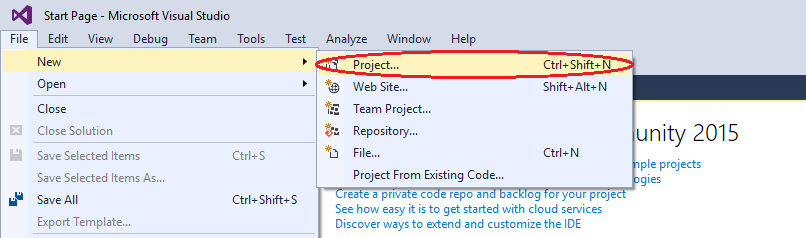 Start Page - Microsoft Visual Studio
File Edit View Debug Team Tools Test Analyze Window Help
New
Open
Close
Close Solution
Save Selected Items Ctrl+S
Save Selected Items As...
Save All Ctrl+Shift+S
Export Template...
Project... Ctrl+Shift+N
Web Site... Shift+Alt+N
Team Project...
Repository...
File... Ctrl+N
Project From Existing Code...
2015
projects
Create a private code repo and backlog for your project
See how easy it is to get started with cloud services
Discover ways to extend and customize the IDE